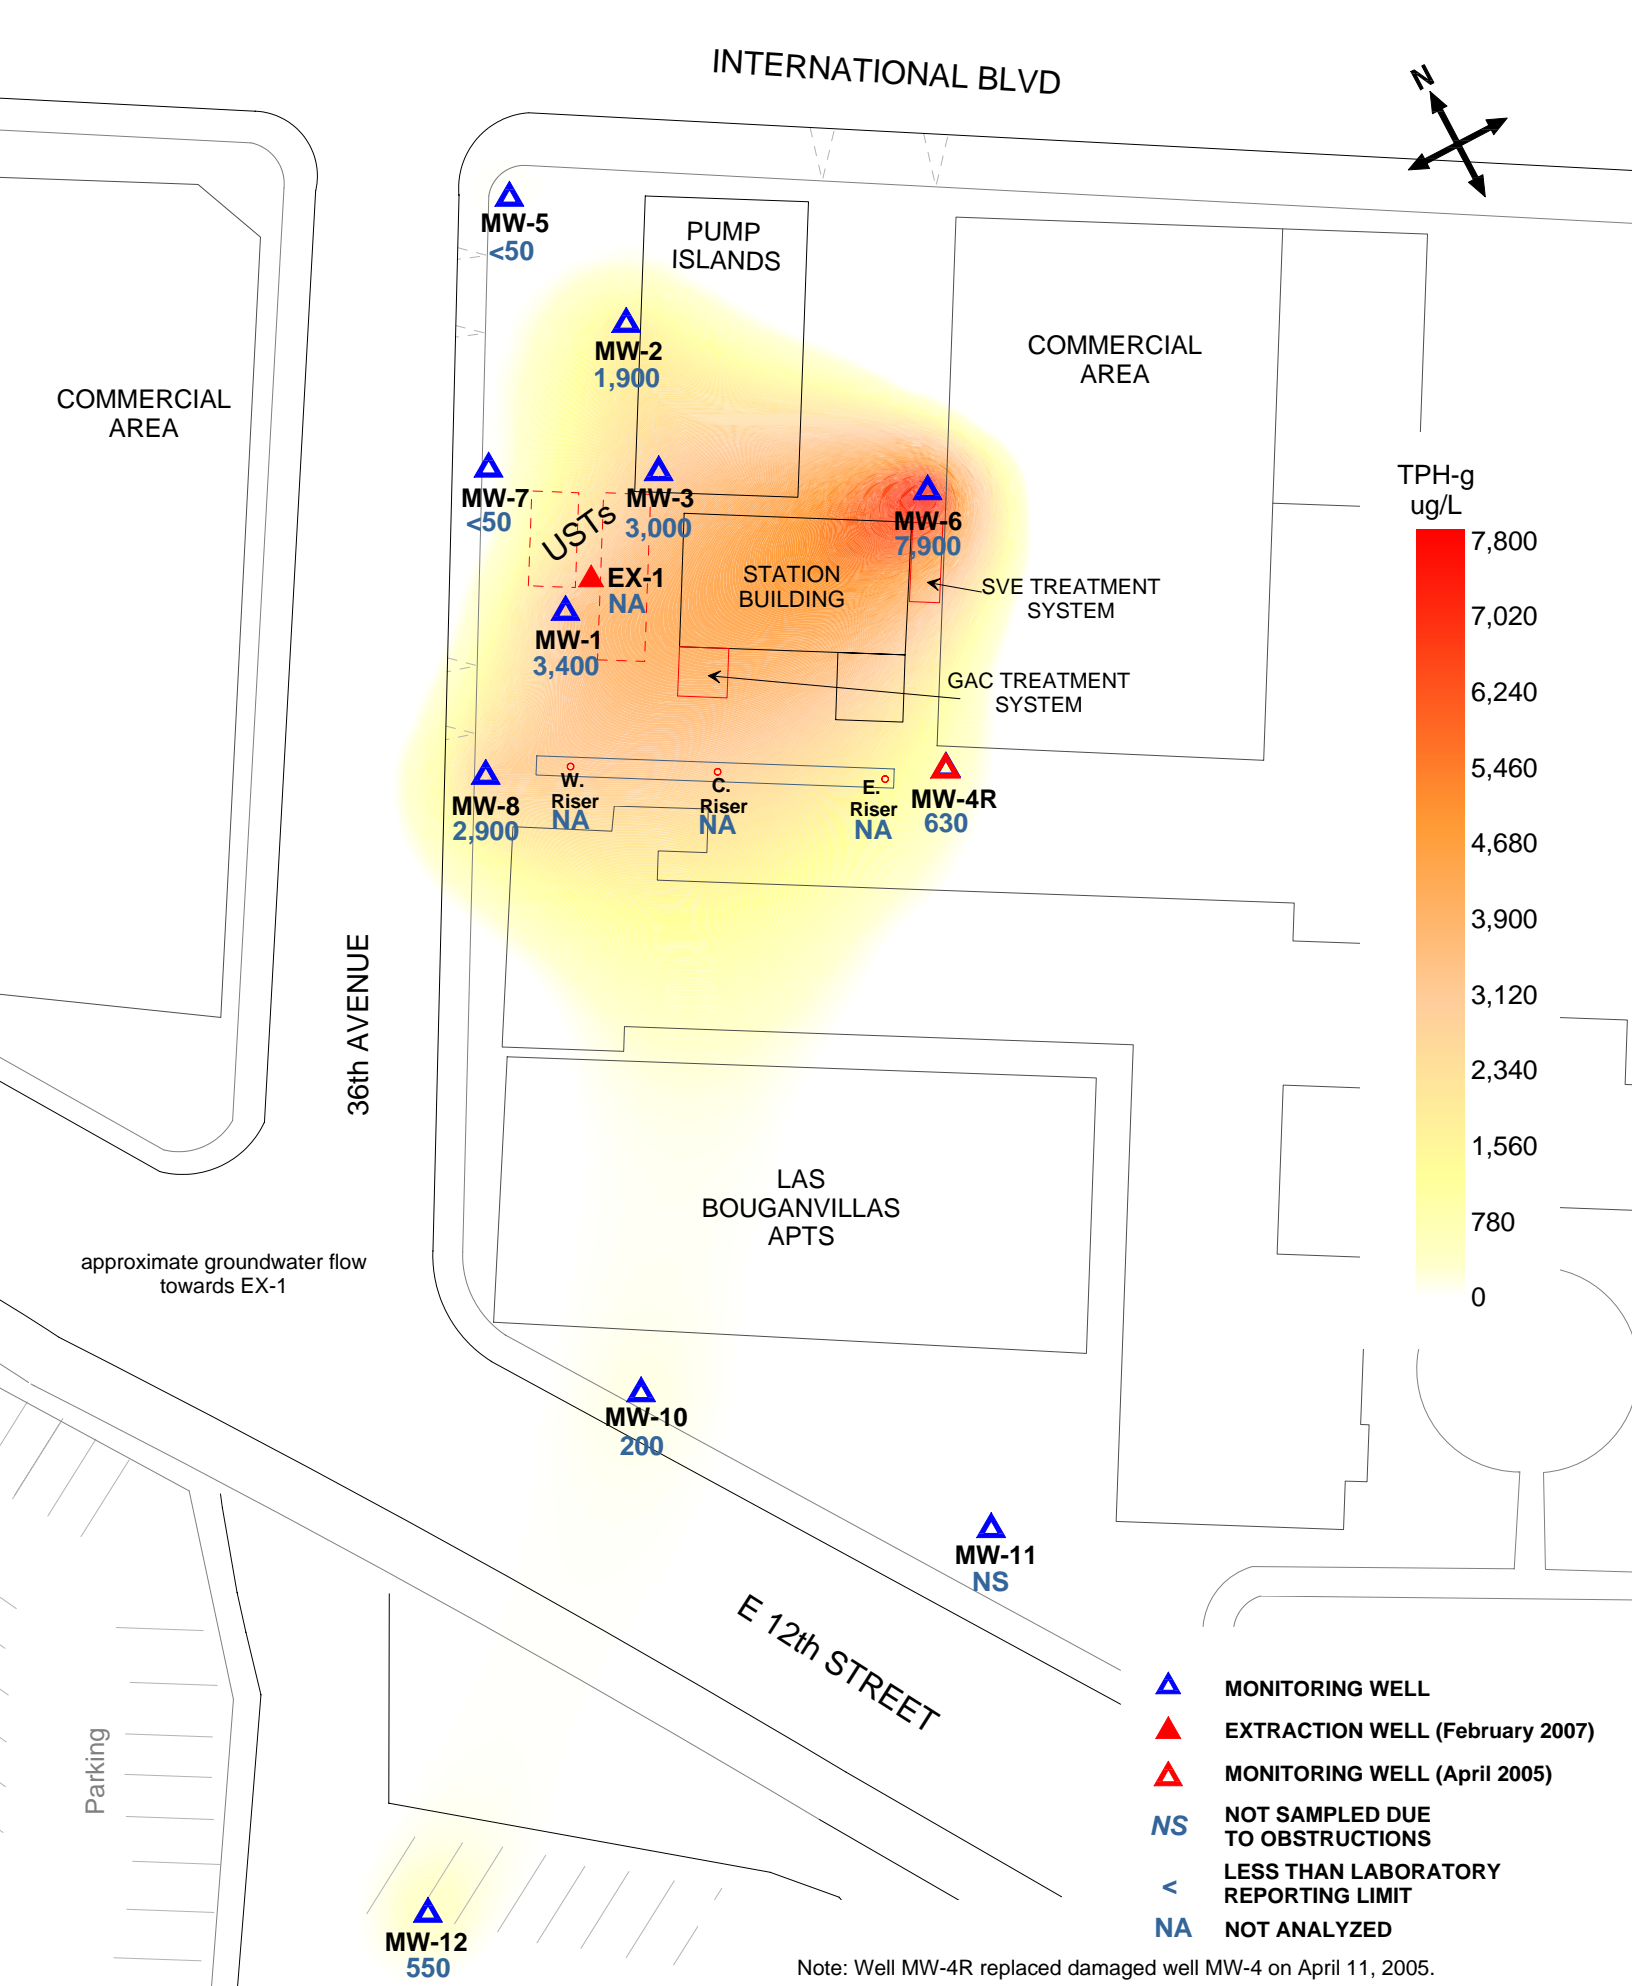 INTERNATIONAL BLVD
N
MW-5
<50
PUMP
ISLANDS
MW-2
1,900
COMMERCIAL
AREA
COMMERCIAL
AREA
MW-7
<50
USTs
MW-3
3,000
MW-6
7,900
EX-1
NA
STATION
BUILDING
SVE TREATMENT
SYSTEM
MW-1
3,400
GAC TREATMENT
SYSTEM
MW-8
2,900
W.
Riser
NA
C.
Riser
NA
E.
Riser
NA
MW-4R
630
TPH-g
ug/L
7,800
7,020
6,240
5,460
4,680
3,900
3,120
2,340
1,560
780
0
36th AVENUE
LAS
BOUGANVILLAS
APTS
approximate groundwater flow
towards EX-1
MW-10
200
MW-11
NS
E 12th STREET
Parking
MW-12
550
MONITORING WELL
EXTRACTION WELL (February 2007)
MONITORING WELL (April 2005)
NS
NOT SAMPLED DUE
TO OBSTRUCTIONS
<
LESS THAN LABORATORY
REPORTING LIMIT
NA
NOT ANALYZED
Note: Well MW-4R replaced damaged well MW-4 on April 11, 2005.